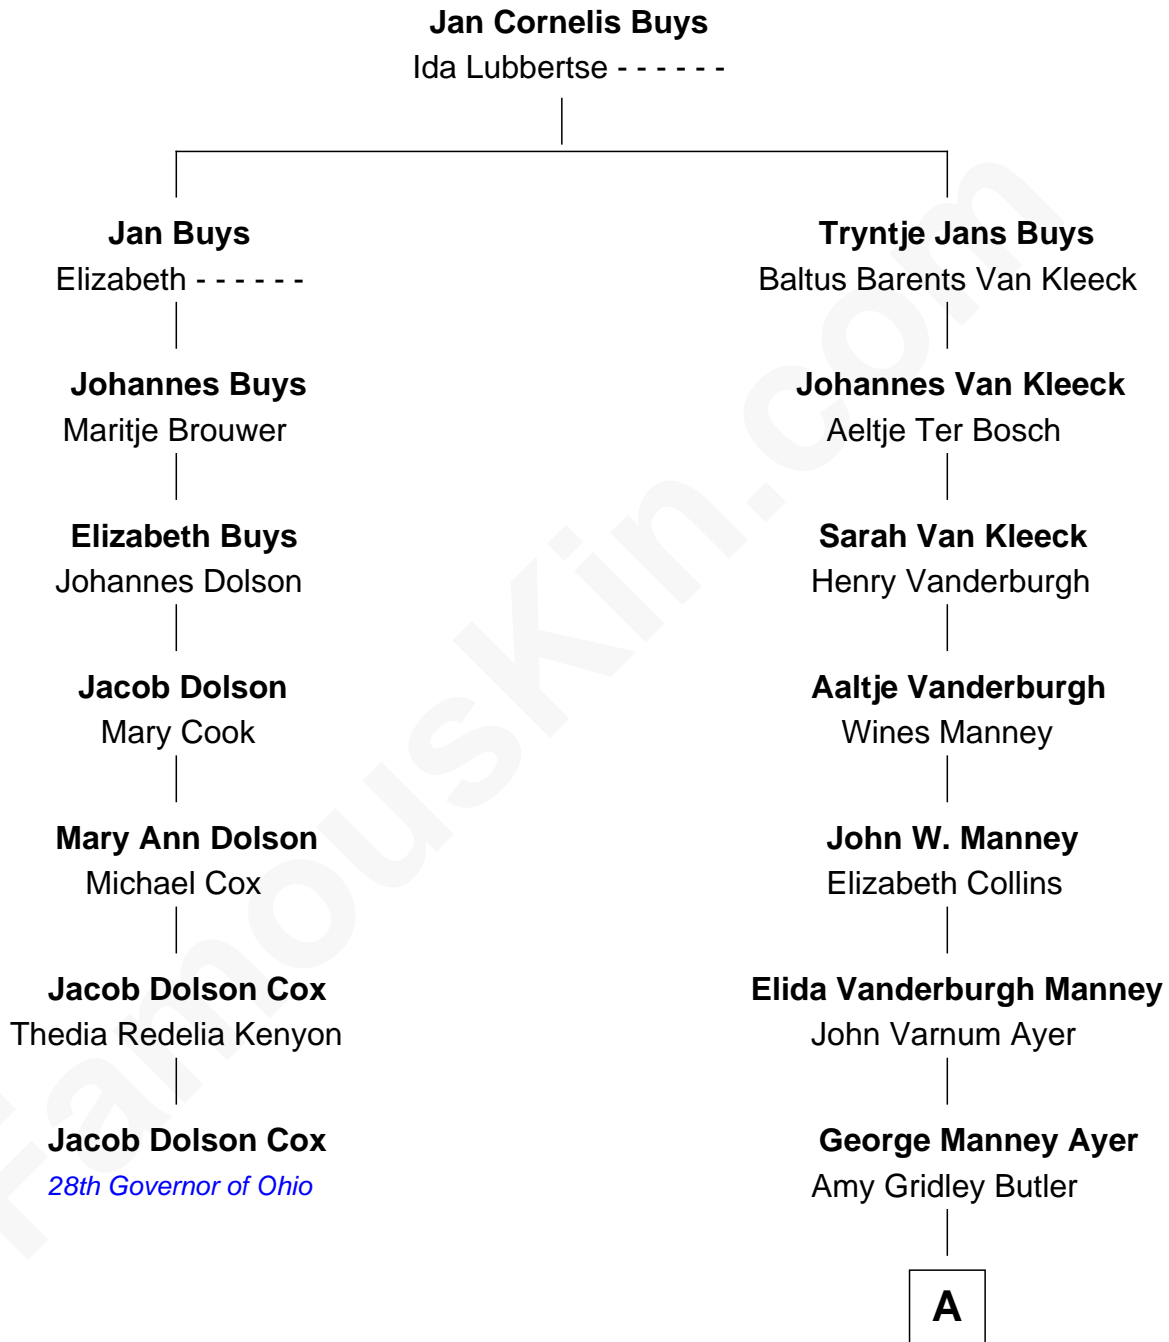 Jan Cornelis Buys
Ida Lubbertse - - - - - -
Jan Buys
Elizabeth - - - - - -
Tryntje Jans Buys
Baltus Barents Van Kleeck
Johannes Buys
Maritje Brouwer
Johannes Van Kleeck
Aeltje Ter Bosch
Elizabeth Buys
Johannes Dolson
Sarah Van Kleeck
Henry Vanderburgh
Jacob Dolson
Mary Cook
Aaltje Vanderburgh
Wines Manney
Mary Ann Dolson
Michael Cox
John W. Manney
Elizabeth Collins
Jacob Dolson Cox
Thedia Redelia Kenyon
Elida Vanderburgh Manney
John Varnum Ayer
Jacob Dolson Cox
28th Governor of Ohio
George Manney Ayer
Amy Gridley Butler
A
FamousKin.com